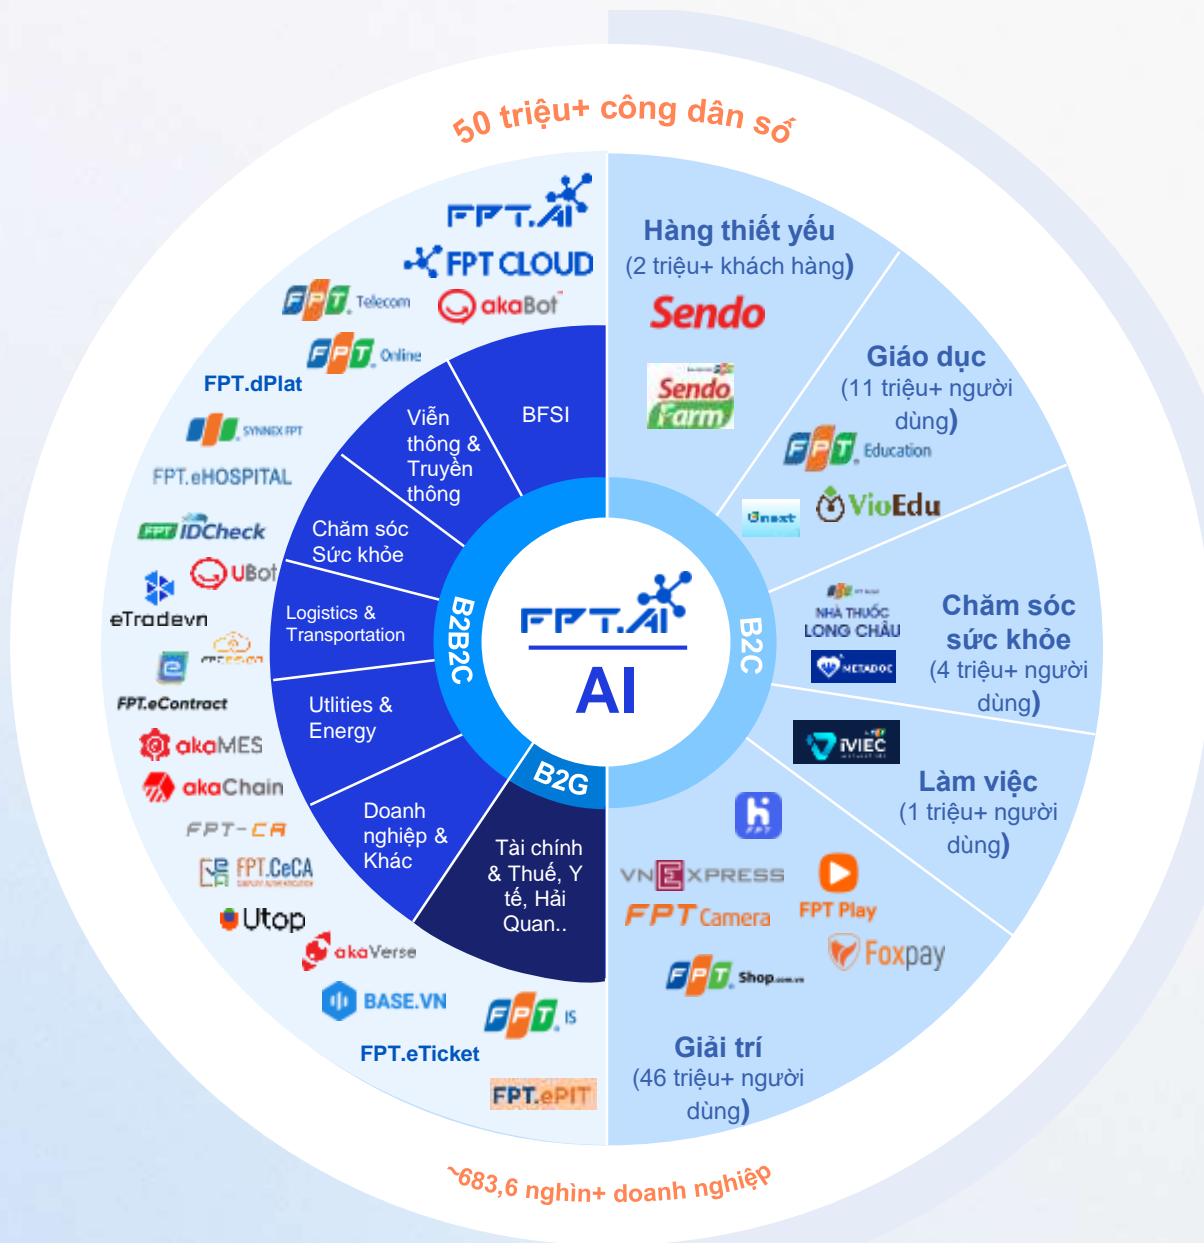 50 triệu+ công dân số
FPT.AI
FPT CLOUD
FPT Telecom
akaBot
FPT Online
FPT.dPlat
SYNNEX FPT
FPT.eHOSPITAL
FPT IDCheck
UBot
eTradevn
FPT.eContract
akaMES
akaChain
FPT-CA
FPT.CeCA
Utop
akaVerse
BASE.VN
FPT IS
FPT.eTicket
FPT.ePIT
BFSI
Viễn
thông &
Truyền
thông
Chăm sóc
Sức khỏe
Logistics &
Transportation
Utlities &
Energy
Doanh
nghiệp &
Khác
Tài chính
& Thuế, Y
tế, Hải
Quan..
B2B2C
B2G
B2C
FPT.AI
AI
Hàng thiết yếu
(2 triệu+ khách hàng)
Sendo
Sendo
Farm
Giáo dục
(11 triệu+ người
dùng)
FPT Education
Unext
VioEdu
Chăm sóc
sức khỏe
(4 triệu+ người
dùng)
NHÀ THUỐC
LONG CHÂU
METADOC
iVIEC
Làm việc
(1 triệu+ người
dùng)
hi
FPT
VNEXPRESS
FPT Play
FPT Camera
Foxpay
FPT Shop.com.vn
Giải trí
(46 triệu+ người
dùng)
~683,6 nghìn+ doanh nghiệp